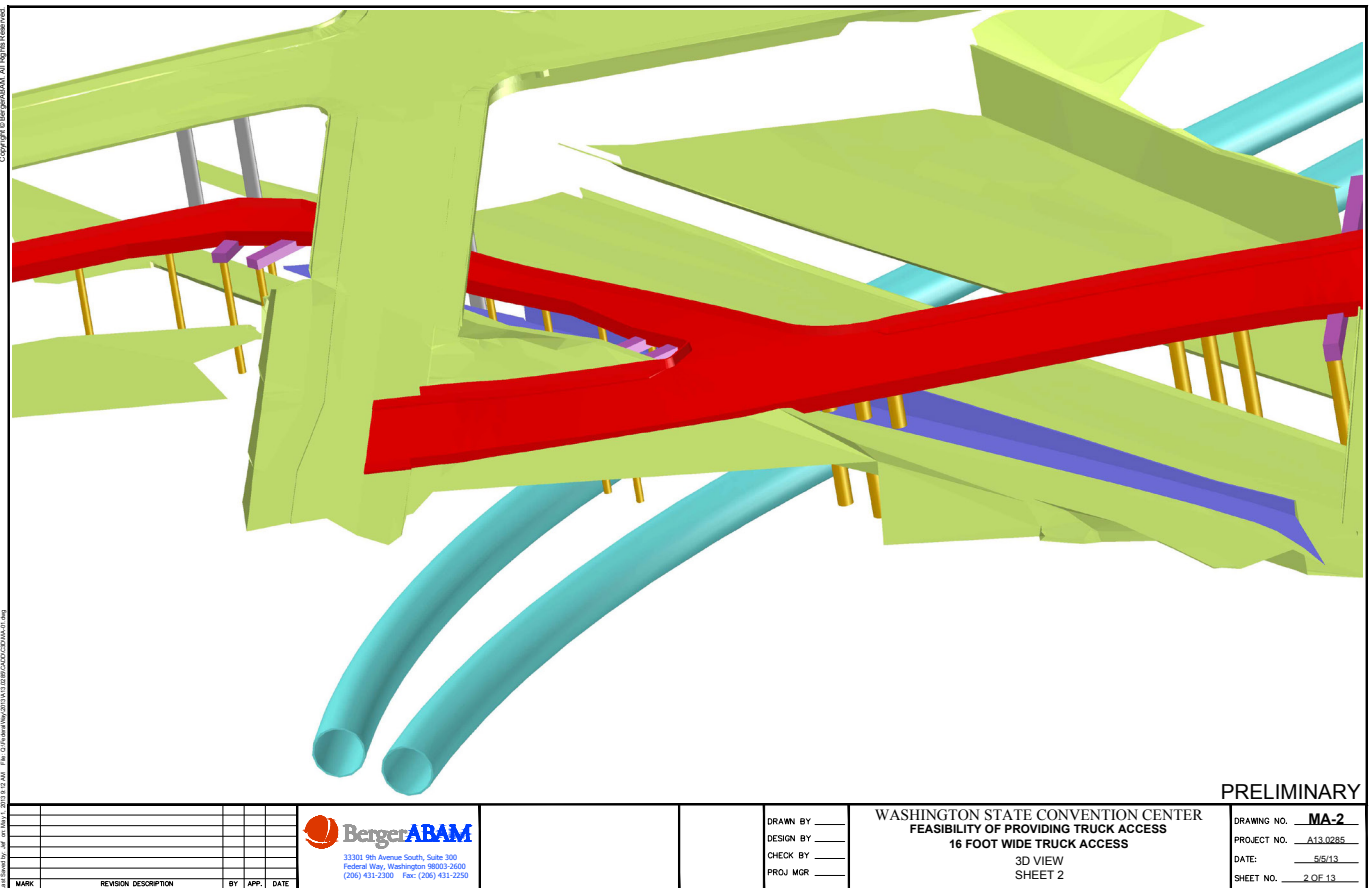 Copyright © BergerABAM. All Rights Reserved.
PRELIMINARY
MARK
REVISION DESCRIPTION
BY
APP.
DATE
BergerABAM
33301 9th Avenue South, Suite 300
Federal Way, Washington 98003-2600
(206) 431-2300 Fax: (206) 431-2250
DRAWN BY
DESIGN BY
CHECK BY
PROJ MGR
WASHINGTON STATE CONVENTION CENTER
FEASIBILITY OF PROVIDING TRUCK ACCESS
16 FOOT WIDE TRUCK ACCESS
3D VIEW
SHEET 2
DRAWING NO. MA-2
PROJECT NO. A13.0285
DATE: 5/5/13
SHEET NO. 2 OF 13